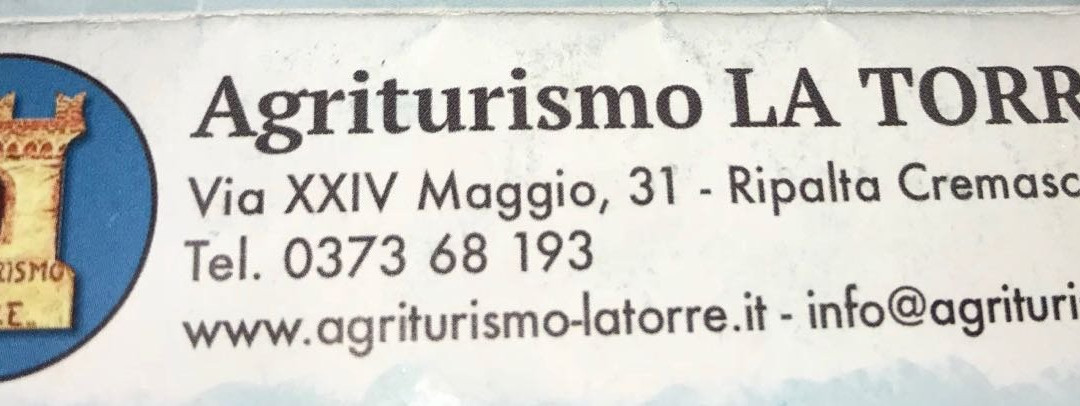 Agriturismo LA TORR
Via XXIV Maggio, 31 - Ripalta Cremasc
Tel. 0373 68 193
www.agriturismo-latorre.it - info@agrituri
RISMO
.E.